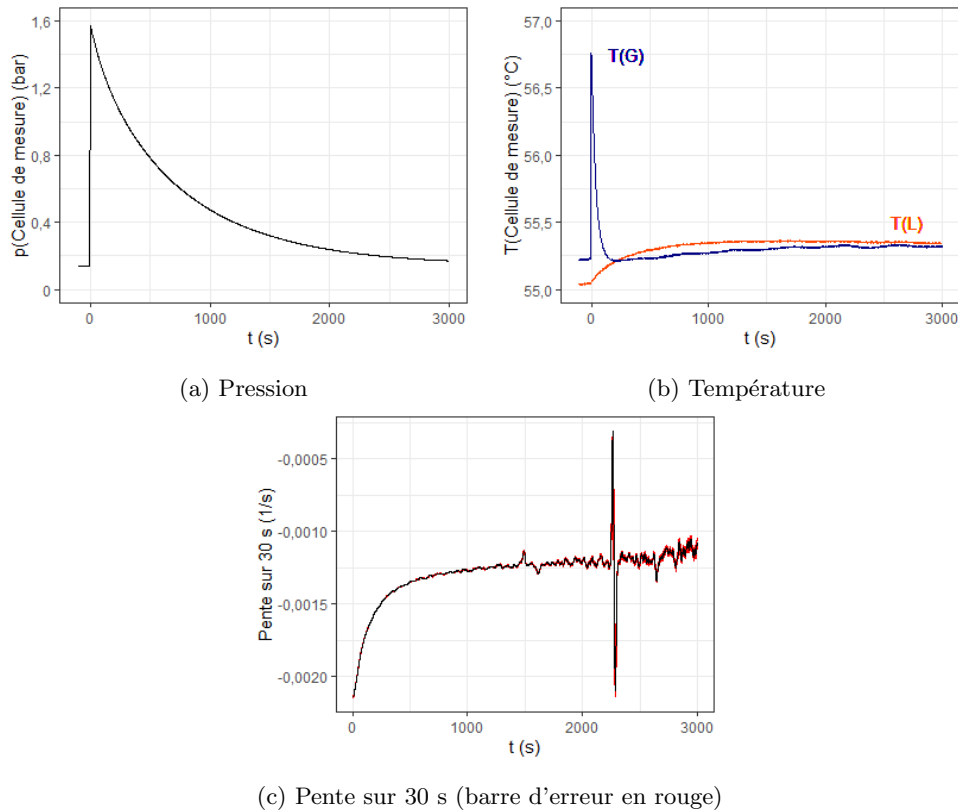 p(Cellule de mesure) (bar)
1,6
1,2
0,8
0,4
0
0
1000
2000
3000
t (s)
(a) Pression
T(Cellule de mesure) (°C)
57,0
56,5
56,0
55,5
55,0
T(G)
T(L)
0
1000
2000
3000
t (s)
(b) Température
Pente sur 30 s (1/s)
-0,0005
-0,0010
-0,0015
-0,0020
0
1000
2000
3000
t (s)
(c) Pente sur 30 s (barre d'erreur en rouge)